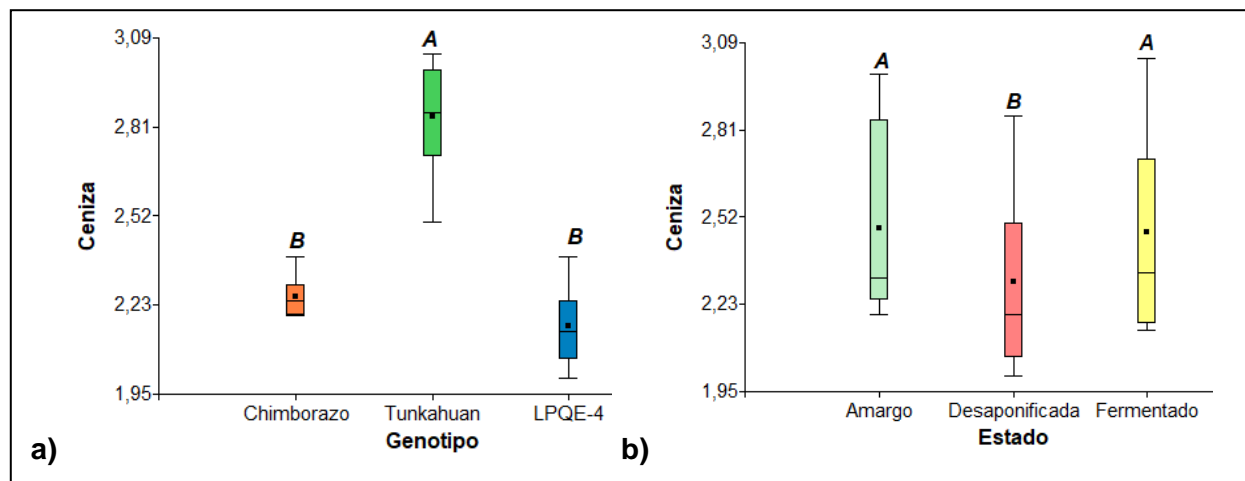 3,09
2,81
2,52
2,23
1,95
Ceniza
A
B
B
Chimborazo Tunkahuan LPQE-4
Genotipo
a)
3,09
2,81
2,52
2,23
1,95
Ceniza
A
B
A
Amargo Desaponificada Fermentado
Estado
b)